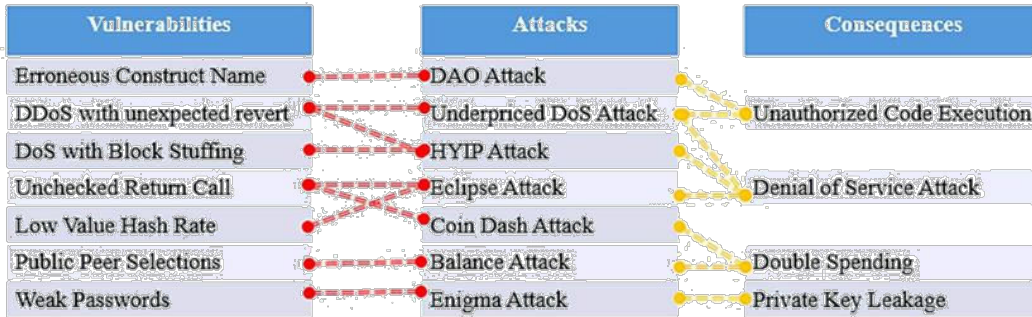 Vulnerabilities Attacks Consequences
Erroneous Construct Name DAO Attack
DDoS with unexpected revert Underpriced DoS Attack Unauthorized Code Execution
DoS with Block Stuffing HYIP Attack
Unchecked Return Call Eclipse Attack Denial of Service Attack
Low Value Hash Rate Coin Dash Attack
Public Peer Selections Balance Attack Double Spending
Weak Passwords Enigma Attack Private Key Leakage